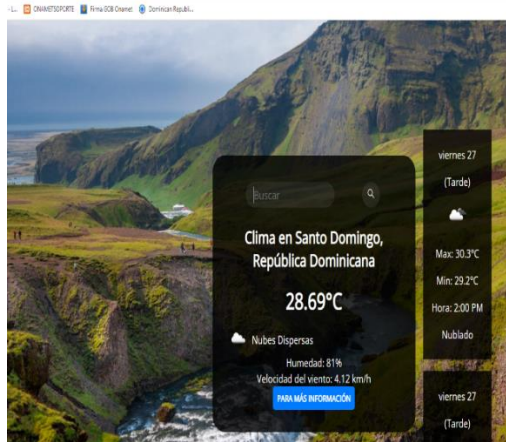 - L...
ONAMETSOPORTE
Firma GOB Onamet
Dominican Republi...
Buscar
Clima en Santo Domingo,
República Dominicana
28.69°C
Nubes Dispersas
Humedad: 81%
Velocidad del viento: 4.12 km/h
PARA MÁS INFORMACIÓN
viernes 27
(Tarde)
Max: 30.3°C
Min: 29.2°C
Hora: 2:00 PM
Nublado
viernes 27
(Tarde)